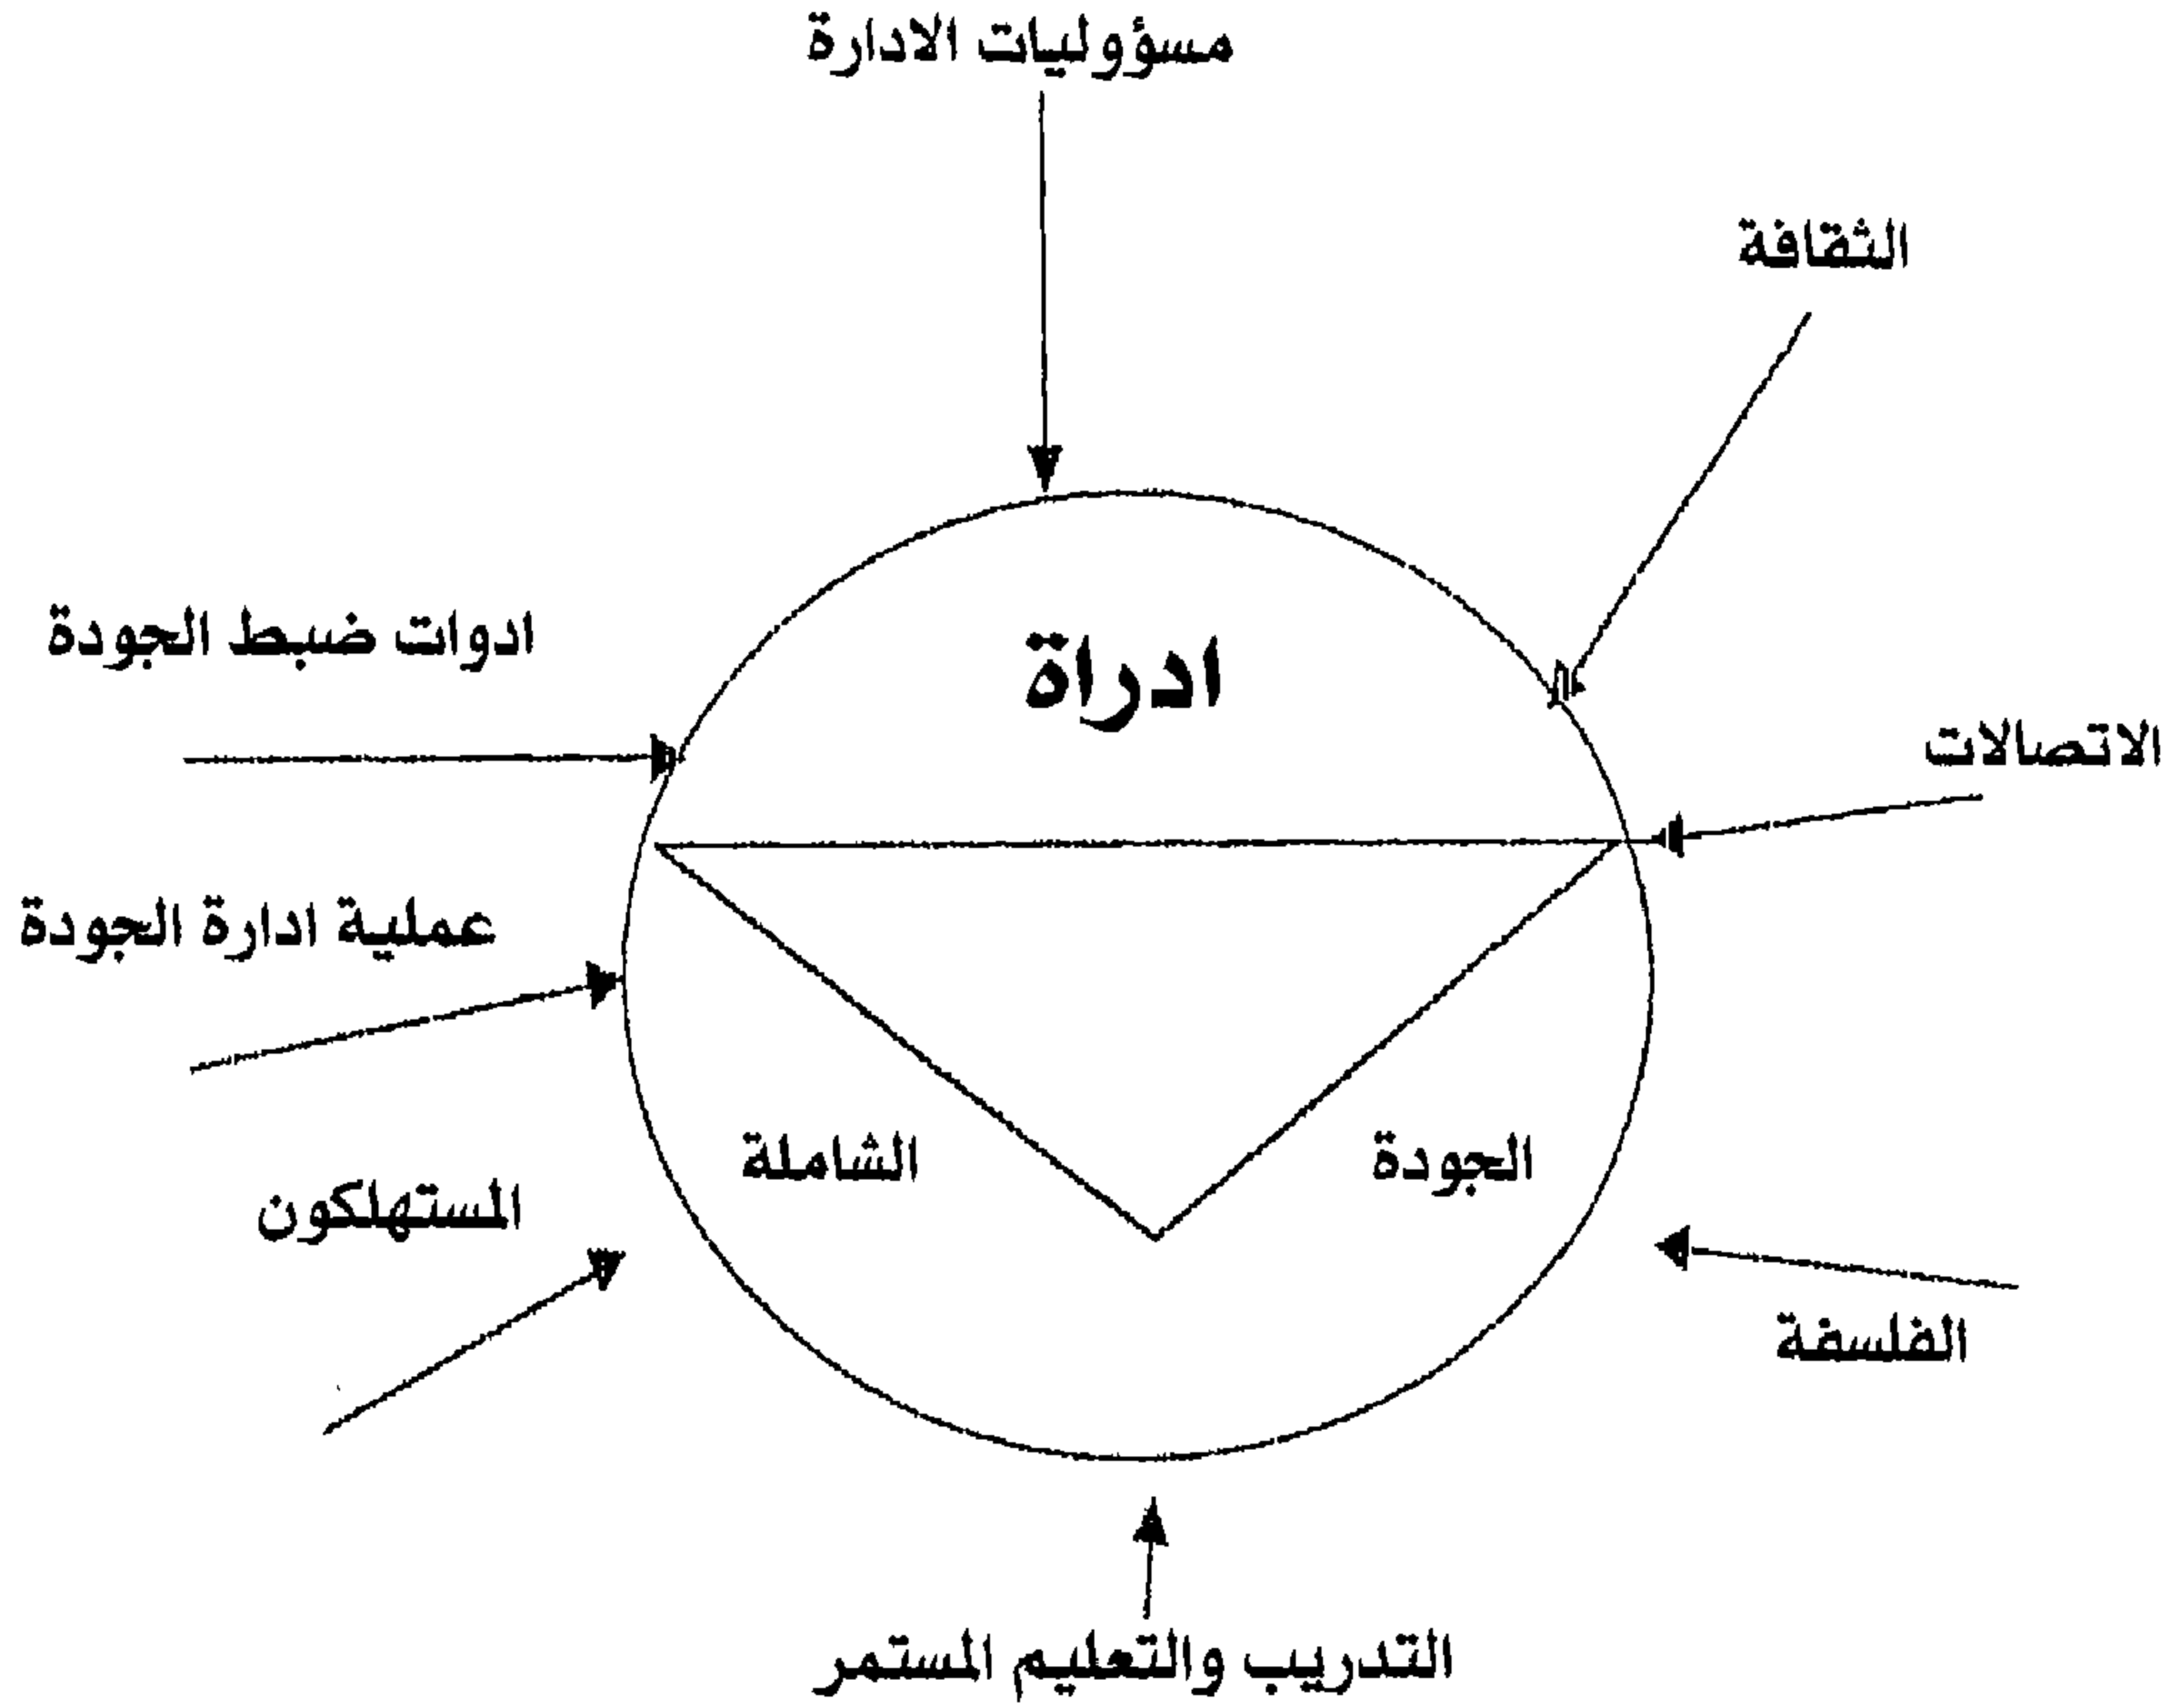 مسؤوليات الادارة
الثقافة
ادوات ضبط الجودة
ادراة
الاتصالات
عملية ادارة الجودة
الجودة
الشاملة
المستهلكون
الفلسفة
التدريب والتعليم المستمر